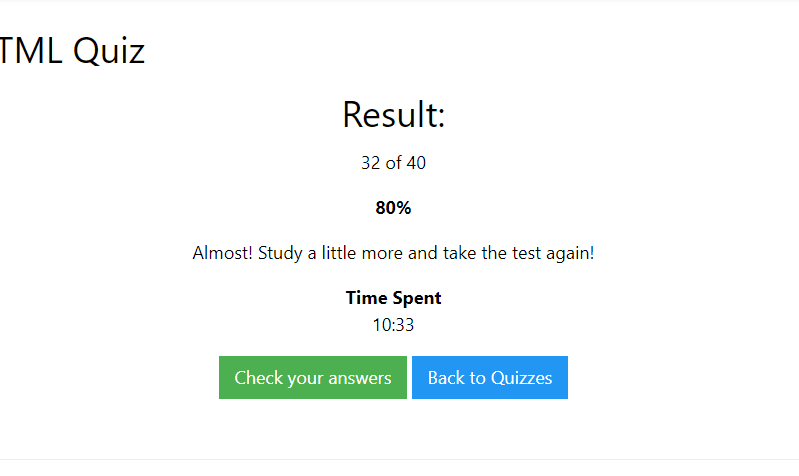 TML Quiz
Result:
32 of 40
80%
Almost! Study a little more and take the test again!
Time Spent
10:33
Check your answers
Back to Quizzes